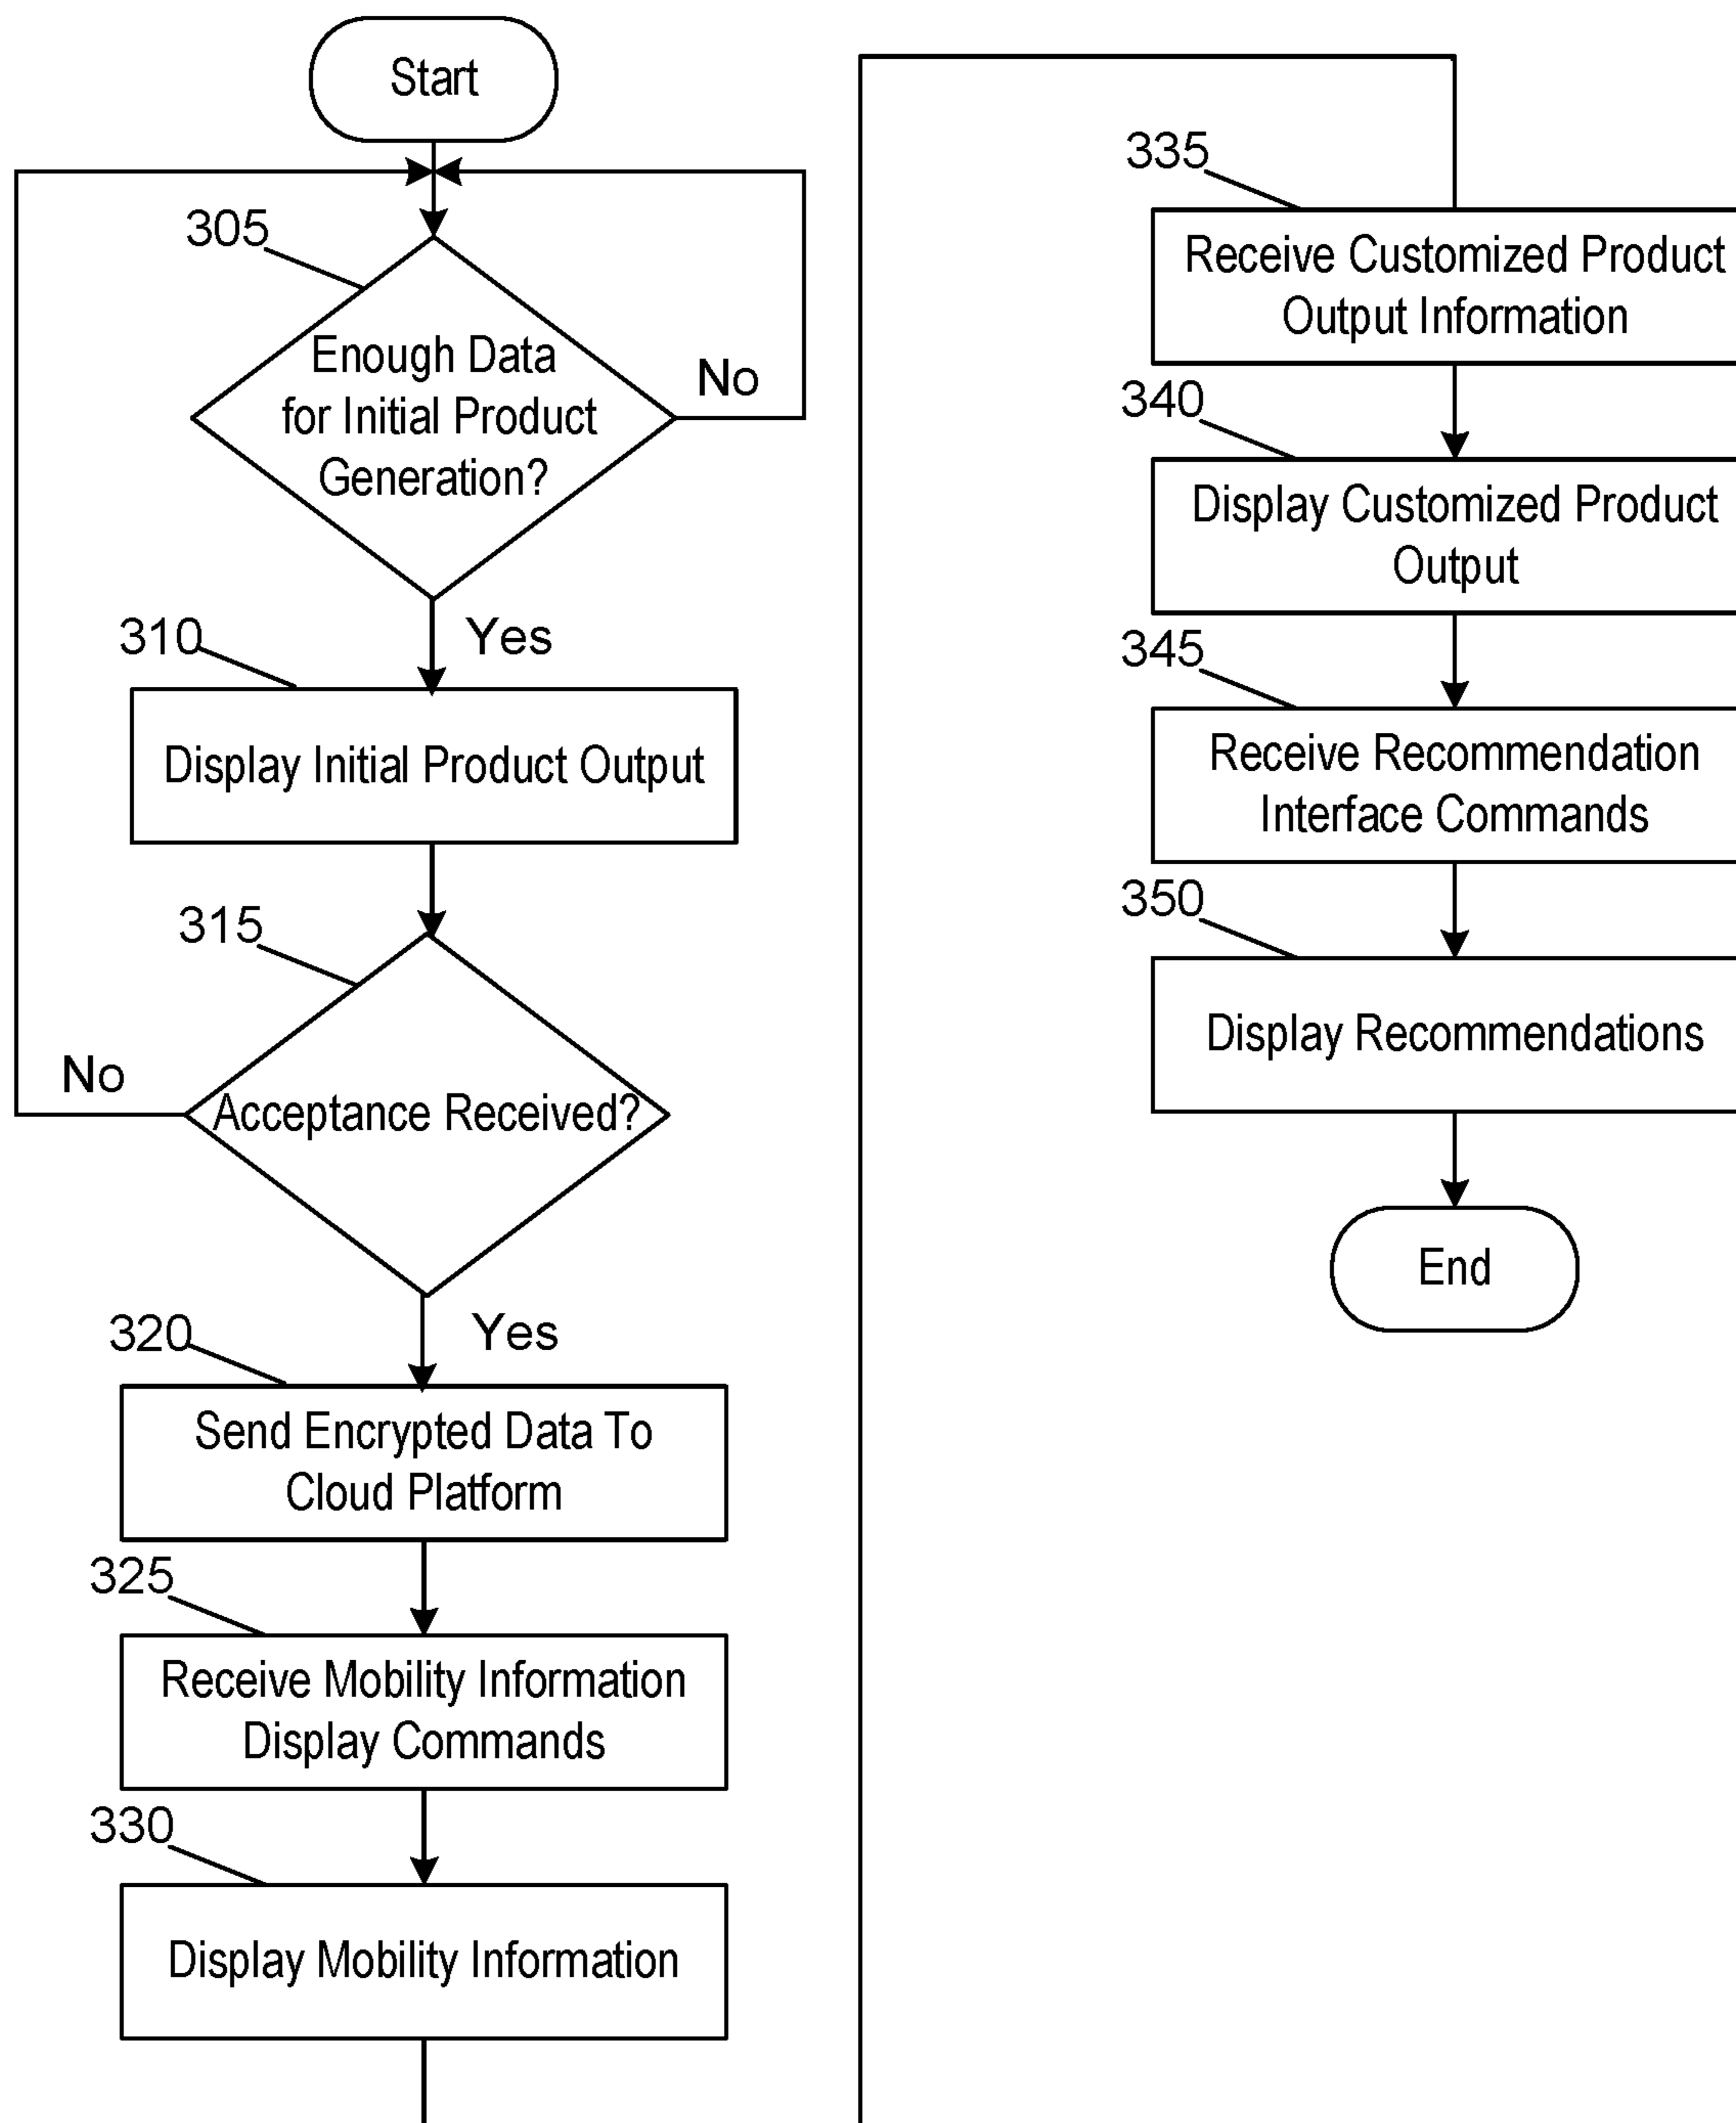 Start
305
Enough Data
for Initial Product
Generation?
No
Yes
310
Display Initial Product Output
315
Acceptance Received?
No
Yes
320
Send Encrypted Data To
Cloud Platform
325
Receive Mobility Information
Display Commands
330
Display Mobility Information
335
Receive Customized Product
Output Information
340
Display Customized Product
Output
345
Receive Recommendation
Interface Commands
350
Display Recommendations
End